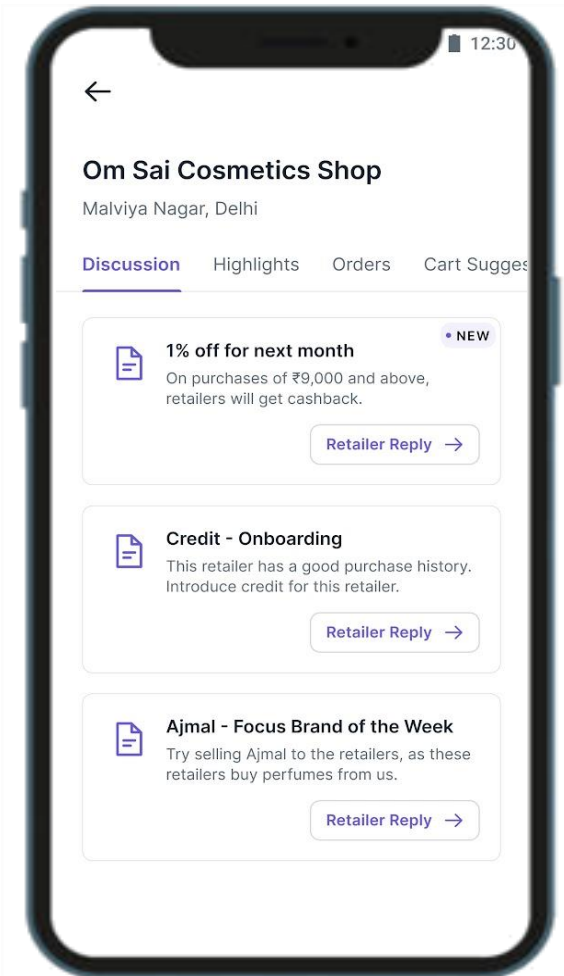 12:30
Om Sai Cosmetics Shop
Malviya Nagar, Delhi
Discussion Highlights Orders Cart Sugges
• NEW
1% off for next month
On purchases of ₹9,000 and above,
retailers will get cashback.
Retailer Reply →
Credit - Onboarding
This retailer has a good purchase history.
Introduce credit for this retailer.
Retailer Reply →
Ajmal - Focus Brand of the Week
Try selling Ajmal to the retailers, as these
retailers buy perfumes from us.
Retailer Reply →